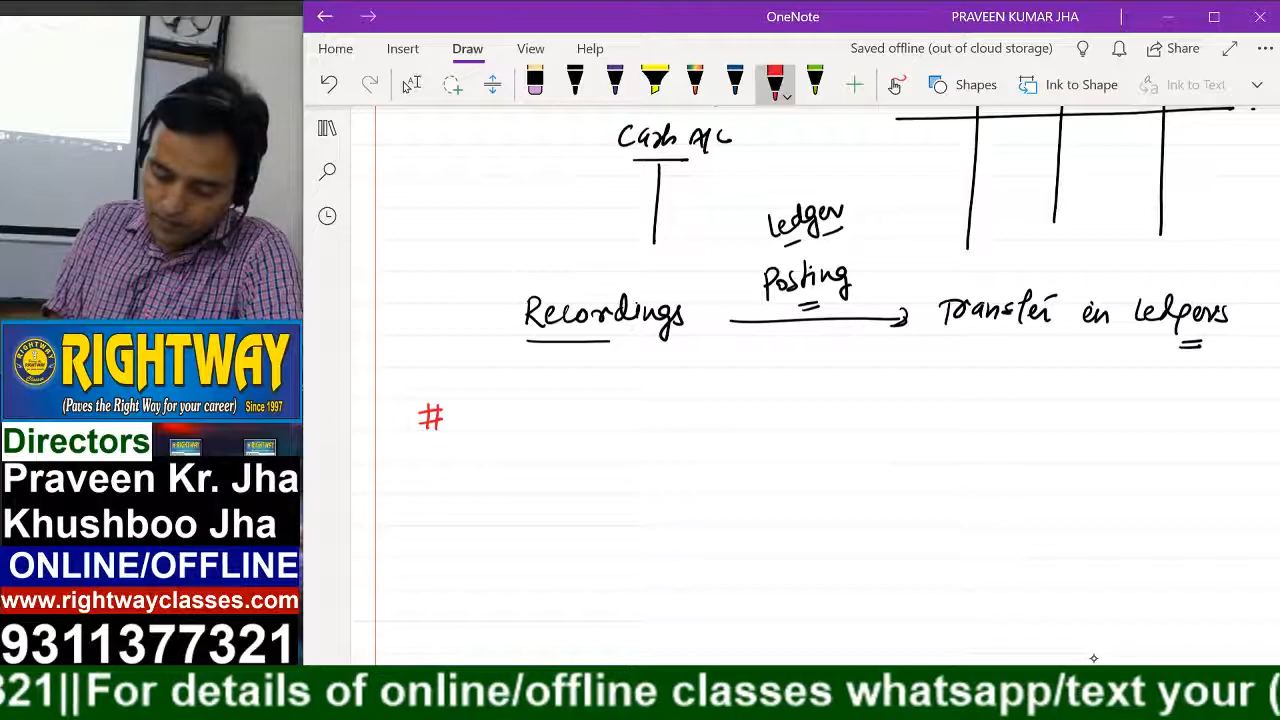 OneNote
PRAVEEN KUMAR JHA
Home Insert Draw View Help
Saved offline (out of cloud storage)
Share
Shapes
Ink to Shape
Ink to Text
Cash A/c
Ledger
Posting
Recordings
Transfer in Ledgers
#
RIGHTWAY
(Paves the Right Way for your career) Since 1997
Directors
Praveen Kr. Jha
Khushboo Jha
ONLINE/OFFLINE
www.rightwayclasses.com
9311377321
321||For details of online/offline classes whatsapp/text your (